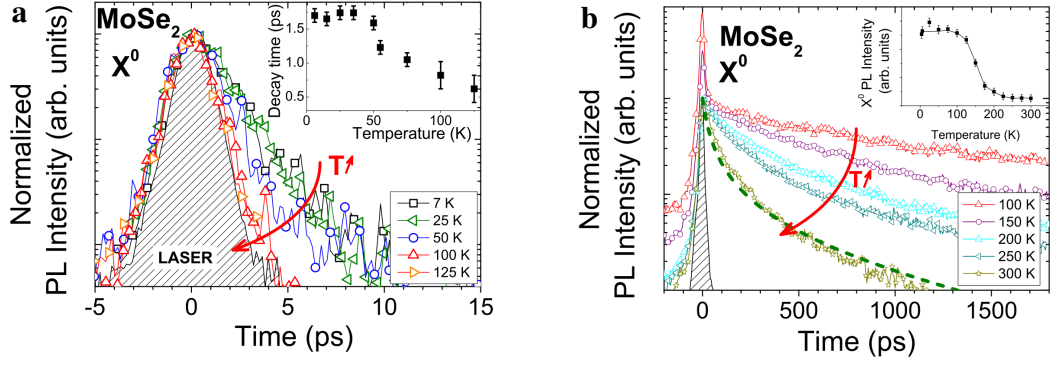 a
MoSe2
X0
Normalized
PL Intensity (arb. units)
Decay time (ps)
1.5
1.0
0.5
0 50 100
Temperature (K)
T
LASER
7 K
25 K
50 K
100 K
125 K
-5 0 5 10 15
Time (ps)
b
MoSe2
X0
Normalized
PL Intensity (arb. units)
X0 PL Intensity
(arb. units)
0 100 200 300
Temperature (K)
T
100 K
150 K
200 K
250 K
300 K
0 500 1000 1500
Time (ps)